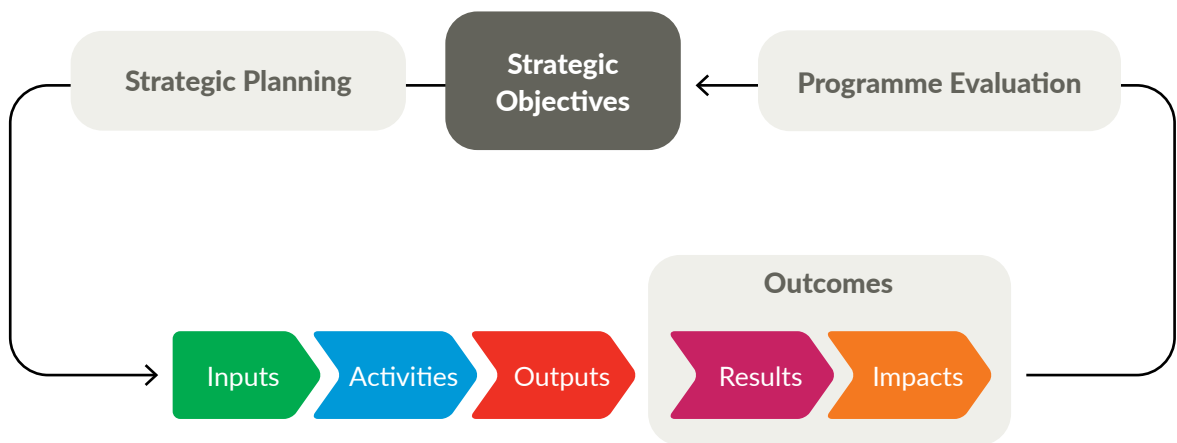 Strategic Planning
Strategic
Objectives
Programme Evaluation
Outcomes
Inputs
Activities
Outputs
Results
Impacts